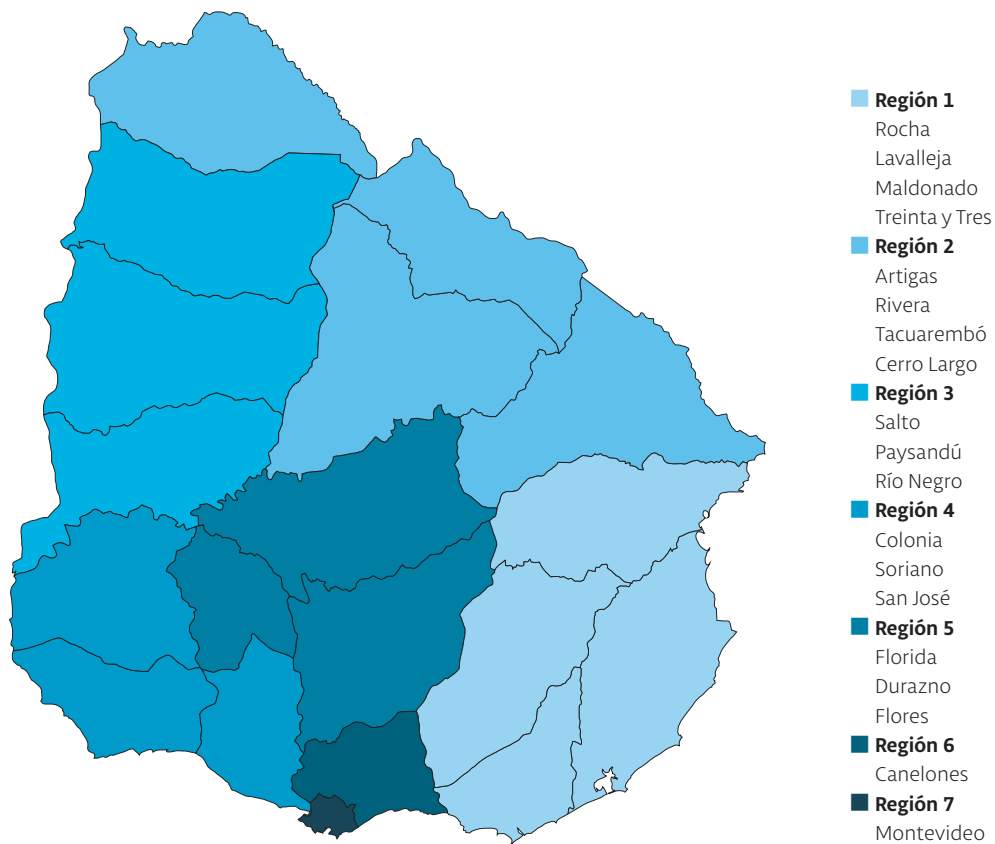 Región 1
Rocha
Lavalleja
Maldonado
Treinta y Tres
Región 2
Artigas
Rivera
Tacuarembó
Cerro Largo
Región 3
Salto
Paysandú
Río Negro
Región 4
Colonia
Soriano
San José
Región 5
Florida
Durazno
Flores
Región 6
Canelones
Región 7
Montevideo